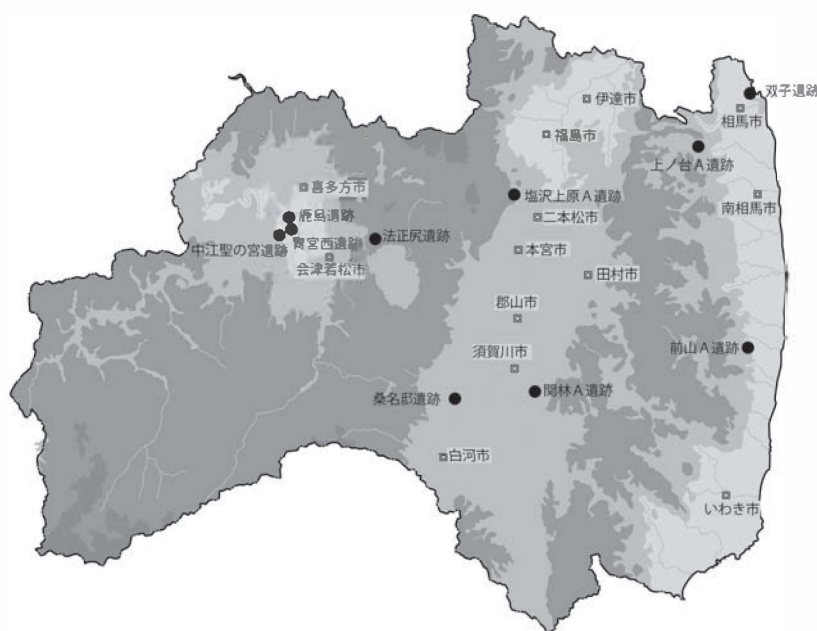 双子遺跡
伊達市
相馬市
福島市
上ノ台A遺跡
喜多方市
塩沢上原A遺跡
南相馬市
鹿島遺跡
二本松市
宮西遺跡
法正尻遺跡
中江聖の宮遺跡
本宮市
会津若松市
田村市
郡山市
前山A遺跡
須賀川市
関林A遺跡
桑名邸遺跡
白河市
いわき市